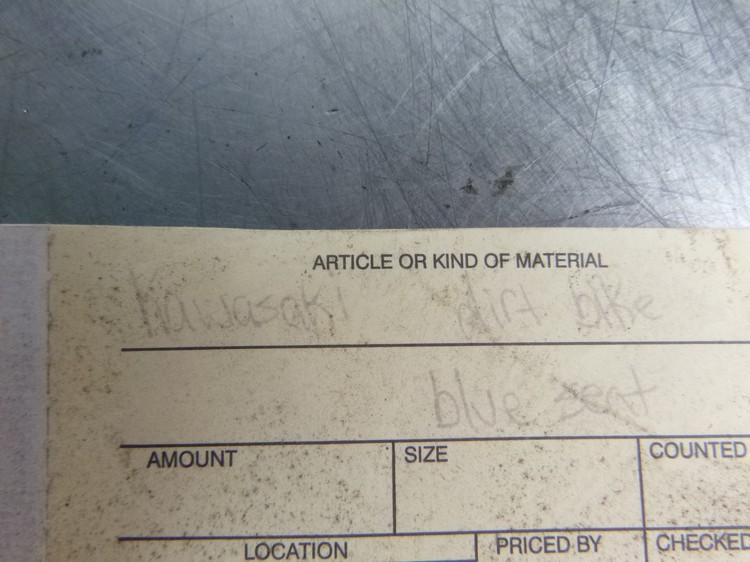 ARTICLE OR KIND OF MATERIAL
kawasaki dirt bike
blue seat
AMOUNT SIZE COUNTED
LOCATION PRICED BY CHECKED